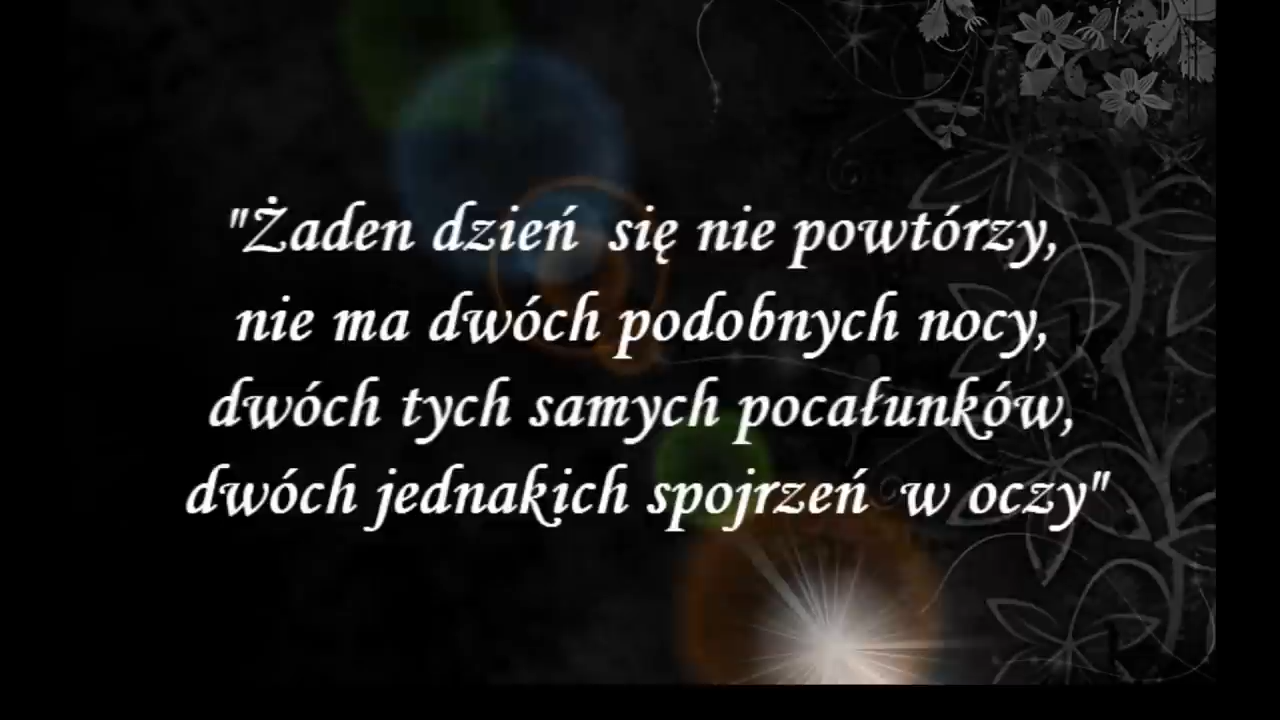 "Żaden dzień się nie powtórzy,
nie ma dwóch podobnych nocy,
dwóch tych samych pocałunków,
dwóch jednakich spojrzeń w oczy"